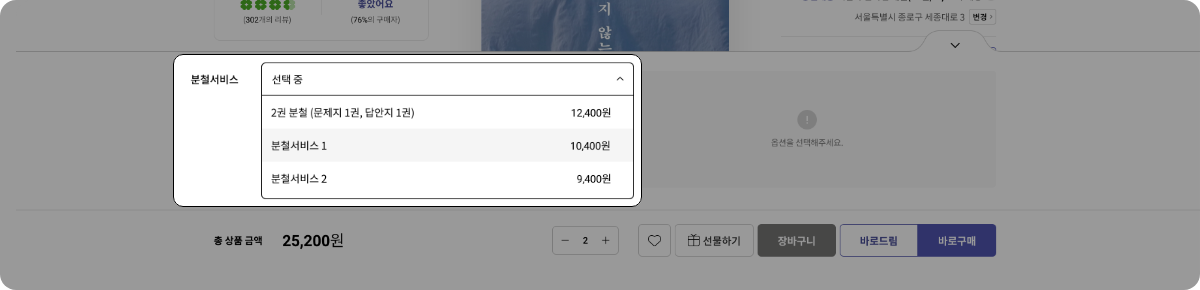 (302개의 리뷰)
좋았어요
(76%의 구매자)
지 않느
서울특별시 종로구 세종대로 3 변경 >
분철서비스
선택 중
2권 분철 (문제지 1권, 답안지 1권) 12,400원
분철서비스 1 10,400원
분철서비스 2 9,400원
!
옵션을 선택해주세요.
총 상품 금액 25,200원
− 2 +
선물하기
장바구니
바로드림
바로구매